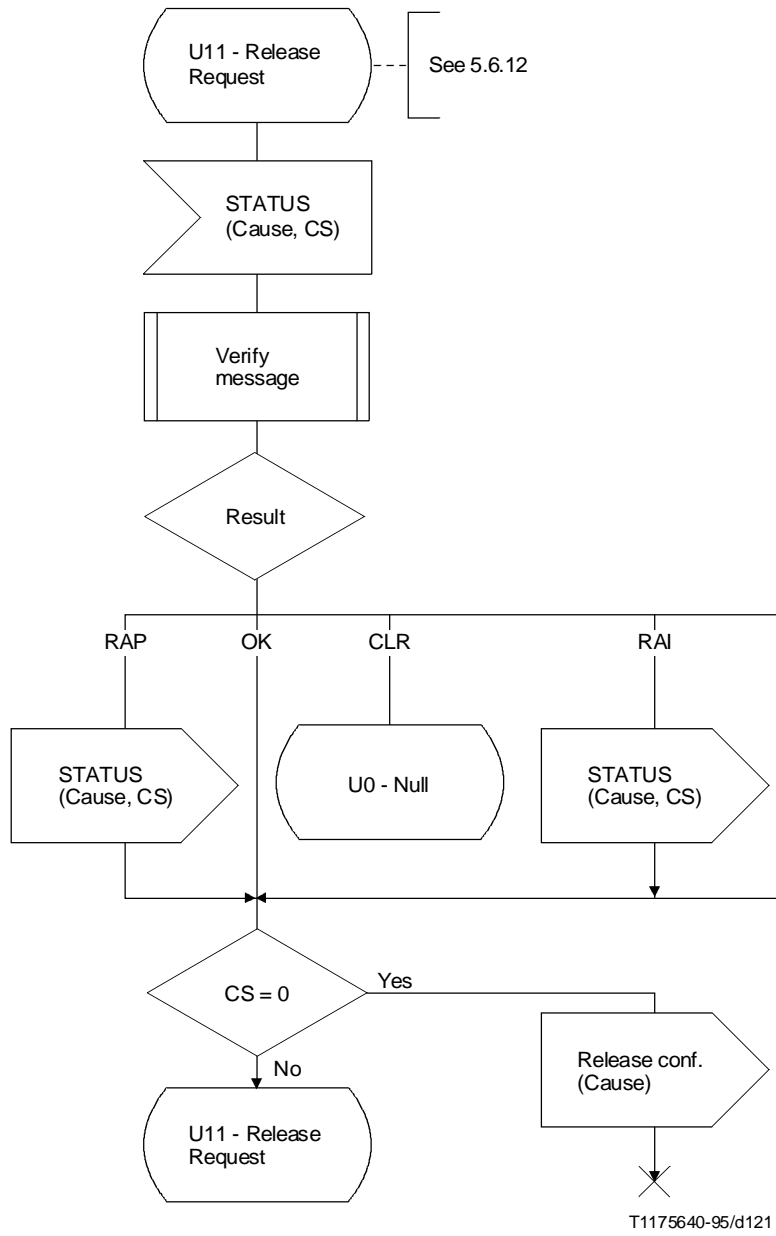 U11 - Release
Request
See 5.6.12
STATUS
(Cause, CS)
Verify
message
Result
RAP
OK
CLR
RAI
STATUS
(Cause, CS)
U0 - Null
STATUS
(Cause, CS)
CS = 0
Yes
No
Release conf.
(Cause)
U11 - Release
Request
T1175640-95/d121